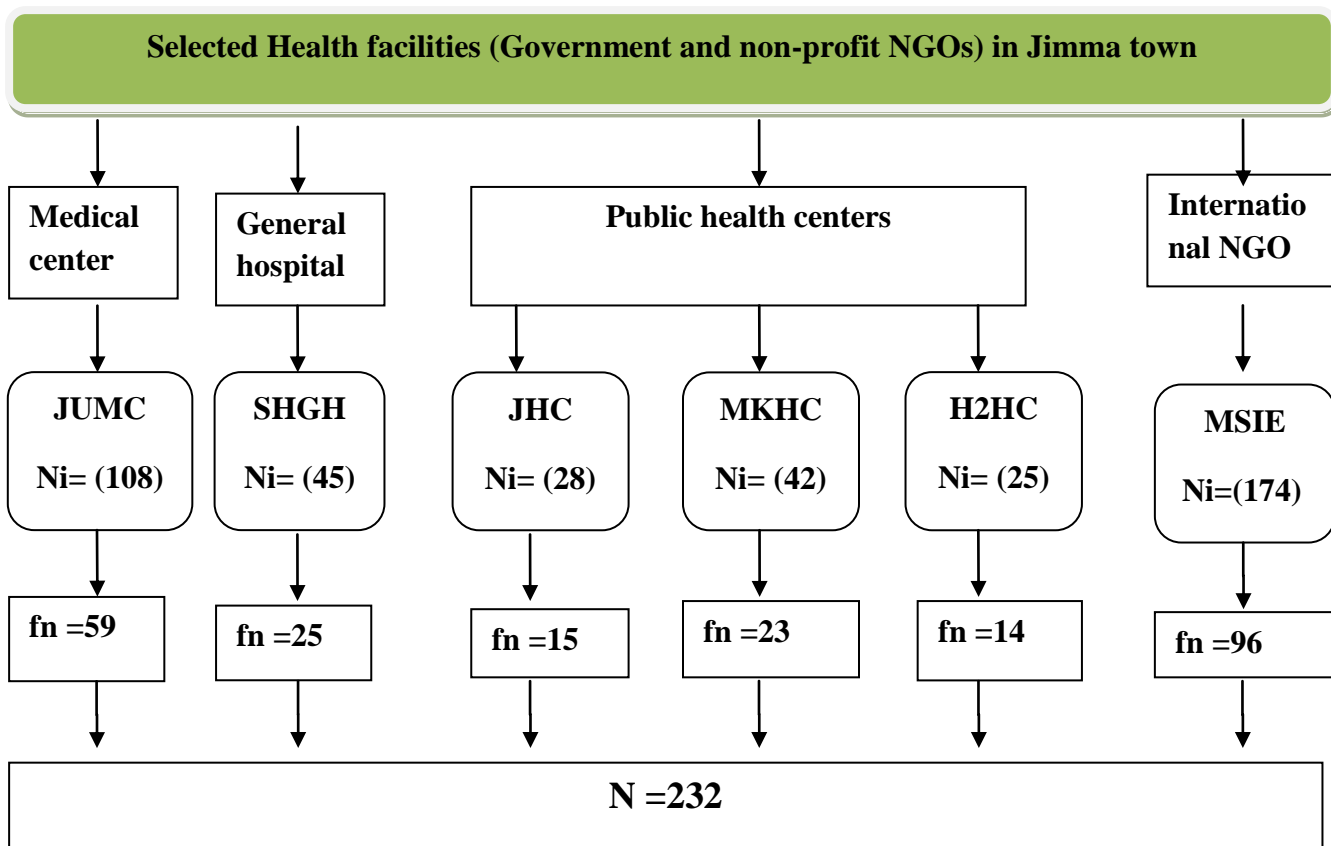 Selected Health facilities (Government and non-profit NGOs) in Jimma town
Medical
center
General
hospital
Public health centers
Internatio
nal NGO
JUMC
Ni= (108)
SHGH
Ni= (45)
JHC
Ni= (28)
MKHC
Ni= (42)
H2HC
Ni= (25)
MSIE
Ni=(174)
fn =59
fn =25
fn =15
fn =23
fn =14
fn =96
N =232